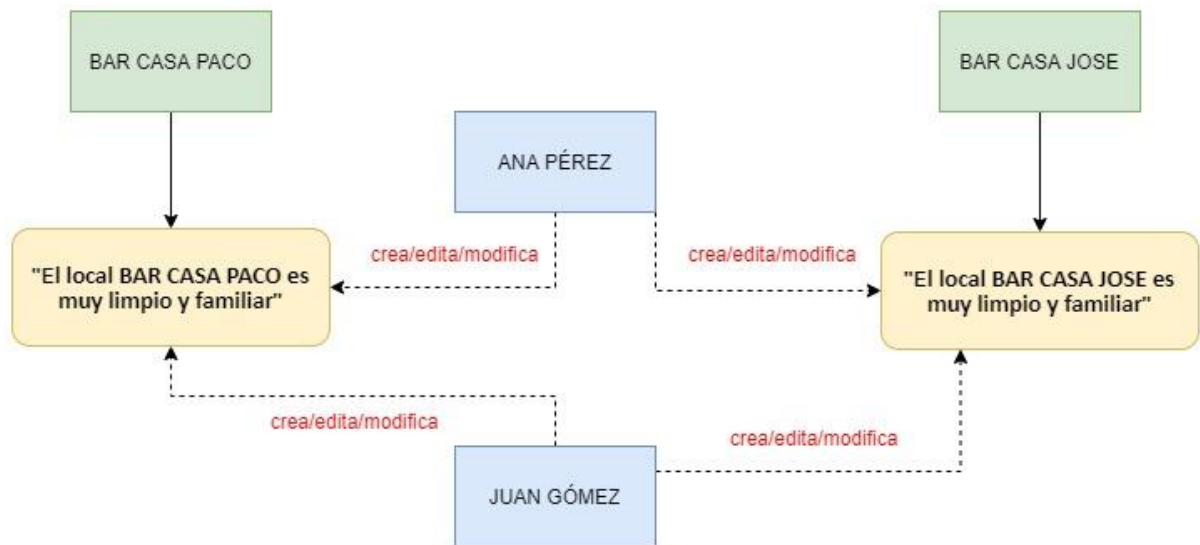 BAR CASA PACO
BAR CASA JOSE
ANA PÉREZ
crea/edita/modifica
crea/edita/modifica
"El local BAR CASA PACO es
muy limpio y familiar"
"El local BAR CASA JOSE es
muy limpio y familiar"
crea/edita/modifica
crea/edita/modifica
JUAN GÓMEZ